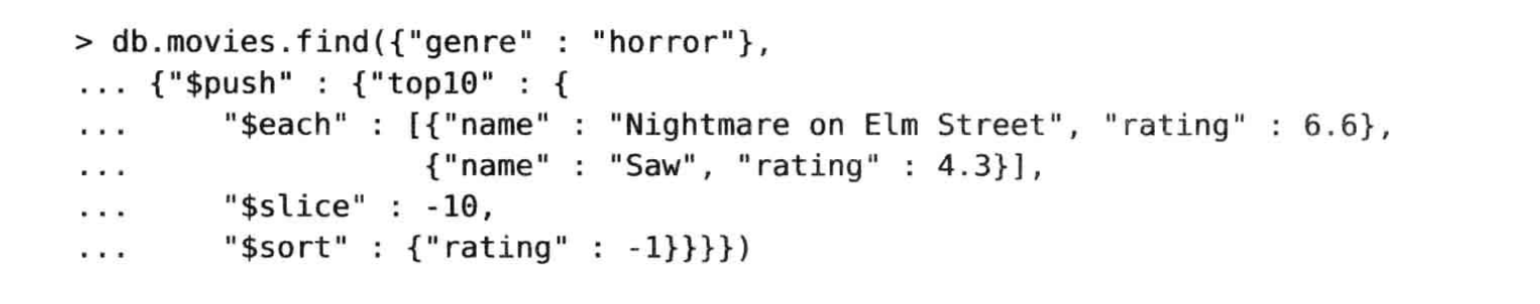 > db.movies.find({"genre" : "horror"},
... {"$push" : {"top10" : {
...     "$each" : [{"name" : "Nightmare on Elm Street", "rating" : 6.6},
...                {"name" : "Saw", "rating" : 4.3}],
...     "$slice" : -10,
...     "$sort" : {"rating" : -1}}}})